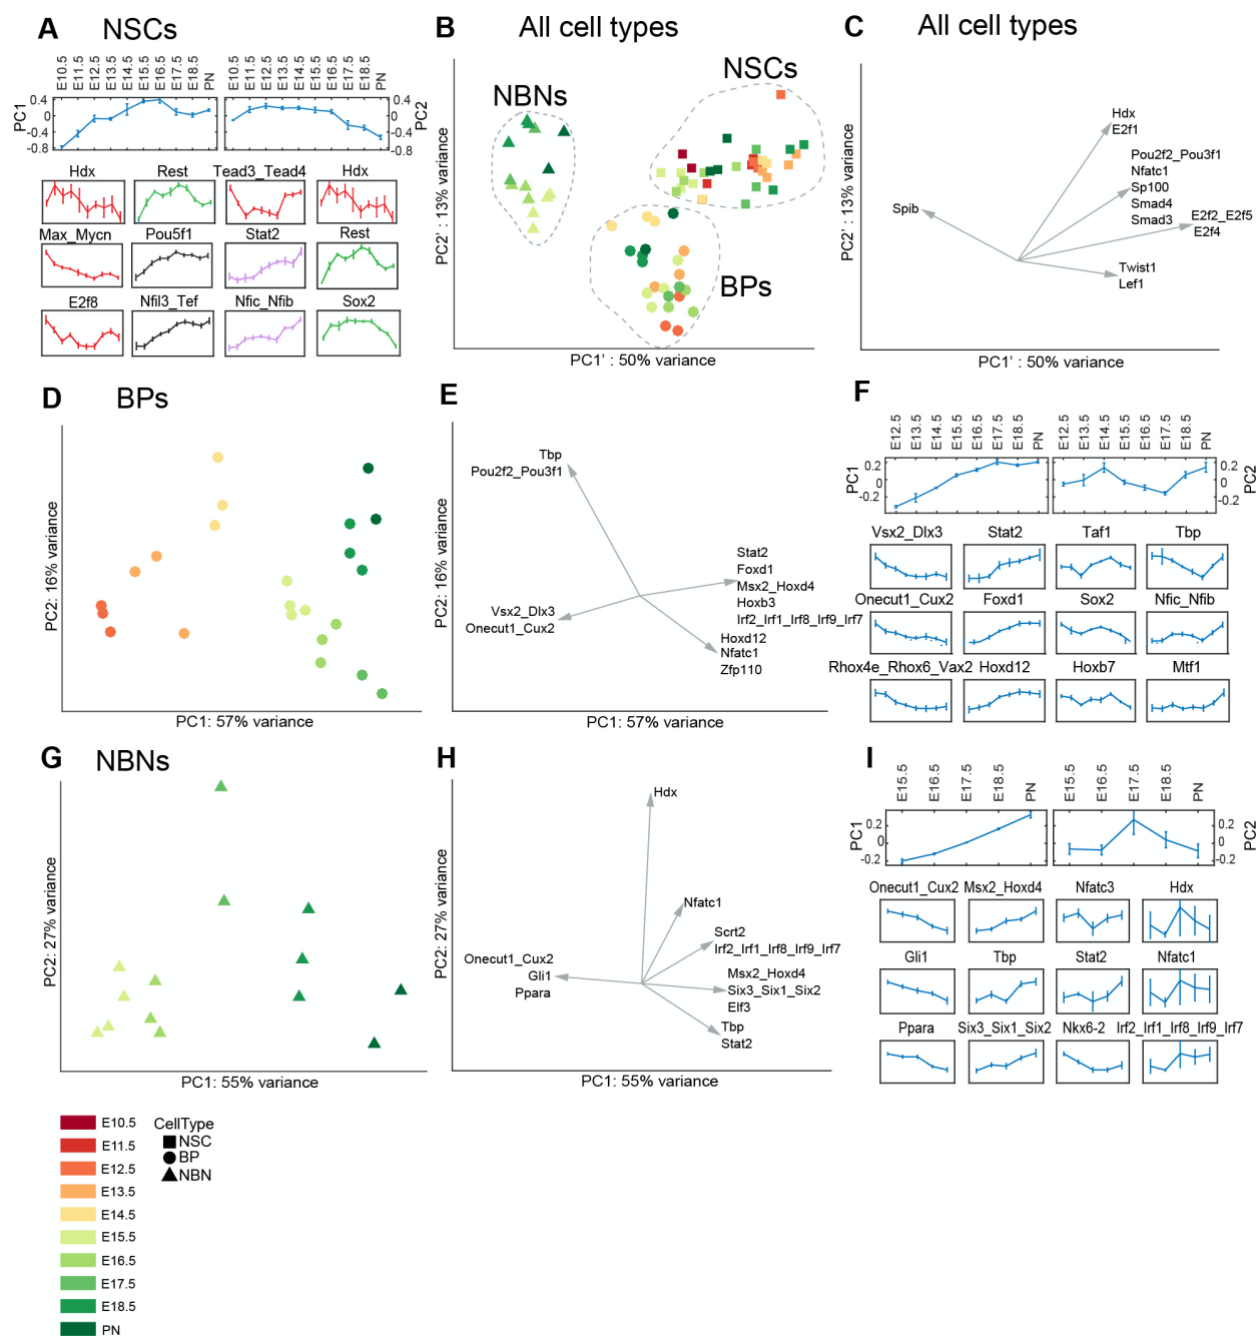 A NSCs
E10.5 E11.5 E12.5 E13.5 E14.5 E15.5 E16.5 E17.5 E18.5 PN E10.5 E11.5 E12.5 E13.5 E14.5 E15.5 E16.5 E17.5 E18.5 PN
PC1 0.4 0 -0.4 -0.8 0.4 0 -0.4 -0.8 PC2
Hdx Rest Tead3_Tead4 Hdx
Max_Mycn Pou5f1 Stat2 Rest
E2f8 Nfil3_Tef Nfic_Nfib Sox2
B All cell types
NBNs
NSCs
BPs
PC2' : 13% variance
PC1' : 50% variance
C All cell types
Hdx
E2f1
Pou2f2_Pou3f1
Nfatc1
Sp100
Smad4
Smad3
Spib
E2f2_E2f5
E2f4
Twist1
Lef1
PC2' : 13% variance
PC1' : 50% variance
D BPs
PC2: 16% variance
PC1: 57% variance
E
Tbp
Pou2f2_Pou3f1
Stat2
Foxd1
Msx2_Hoxd4
Hoxb3
Irf2_Irf1_Irf8_Irf9_Irf7
Vsx2_Dlx3
Onecut1_Cux2
Hoxd12
Nfatc1
Zfp110
PC2: 16% variance
PC1: 57% variance
F
E12.5 E13.5 E14.5 E15.5 E16.5 E17.5 E18.5 PN E12.5 E13.5 E14.5 E15.5 E16.5 E17.5 E18.5 PN
PC1 0.2 0 -0.2 0.2 0 -0.2 PC2
Vsx2_Dlx3 Stat2 Taf1 Tbp
Onecut1_Cux2 Foxd1 Sox2 Nfic_Nfib
Rhox4e_Rhox6_Vax2 Hoxd12 Hoxb7 Mtf1
G NBNs
PC2: 27% variance
PC1: 55% variance
H
Hdx
Nfatc1
Scrt2
Irf2_Irf1_Irf8_Irf9_Irf7
Onecut1_Cux2
Gli1
Ppara
Msx2_Hoxd4
Six3_Six1_Six2
Elf3
Tbp
Stat2
PC2: 27% variance
PC1: 55% variance
I
E15.5 E16.5 E17.5 E18.5 PN E15.5 E16.5 E17.5 E18.5 PN
PC1 0.2 0 -0.2 0.2 0 -0.2 PC2
Onecut1_Cux2 Msx2_Hoxd4 Nfatc3 Hdx
Gli1 Tbp Stat2 Nfatc1
Ppara Six3_Six1_Six2 Nkx6-2 Irf2_Irf1_Irf8_Irf9_Irf7
E10.5
E11.5
E12.5
E13.5
E14.5
E15.5
E16.5
E17.5
E18.5
PN
CellType
NSC
BP
NBN